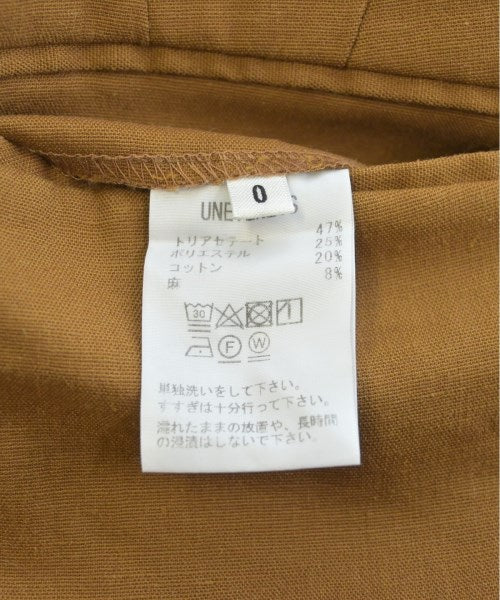 0
トリアセテート 47%
ポリエステル 25%
コットン 20%
麻 8%
30
F W
単独洗いをして下さい。
すすぎは十分行って下さい。
濡れたままの放置や、長時間
の浸漬はしないで下さい。